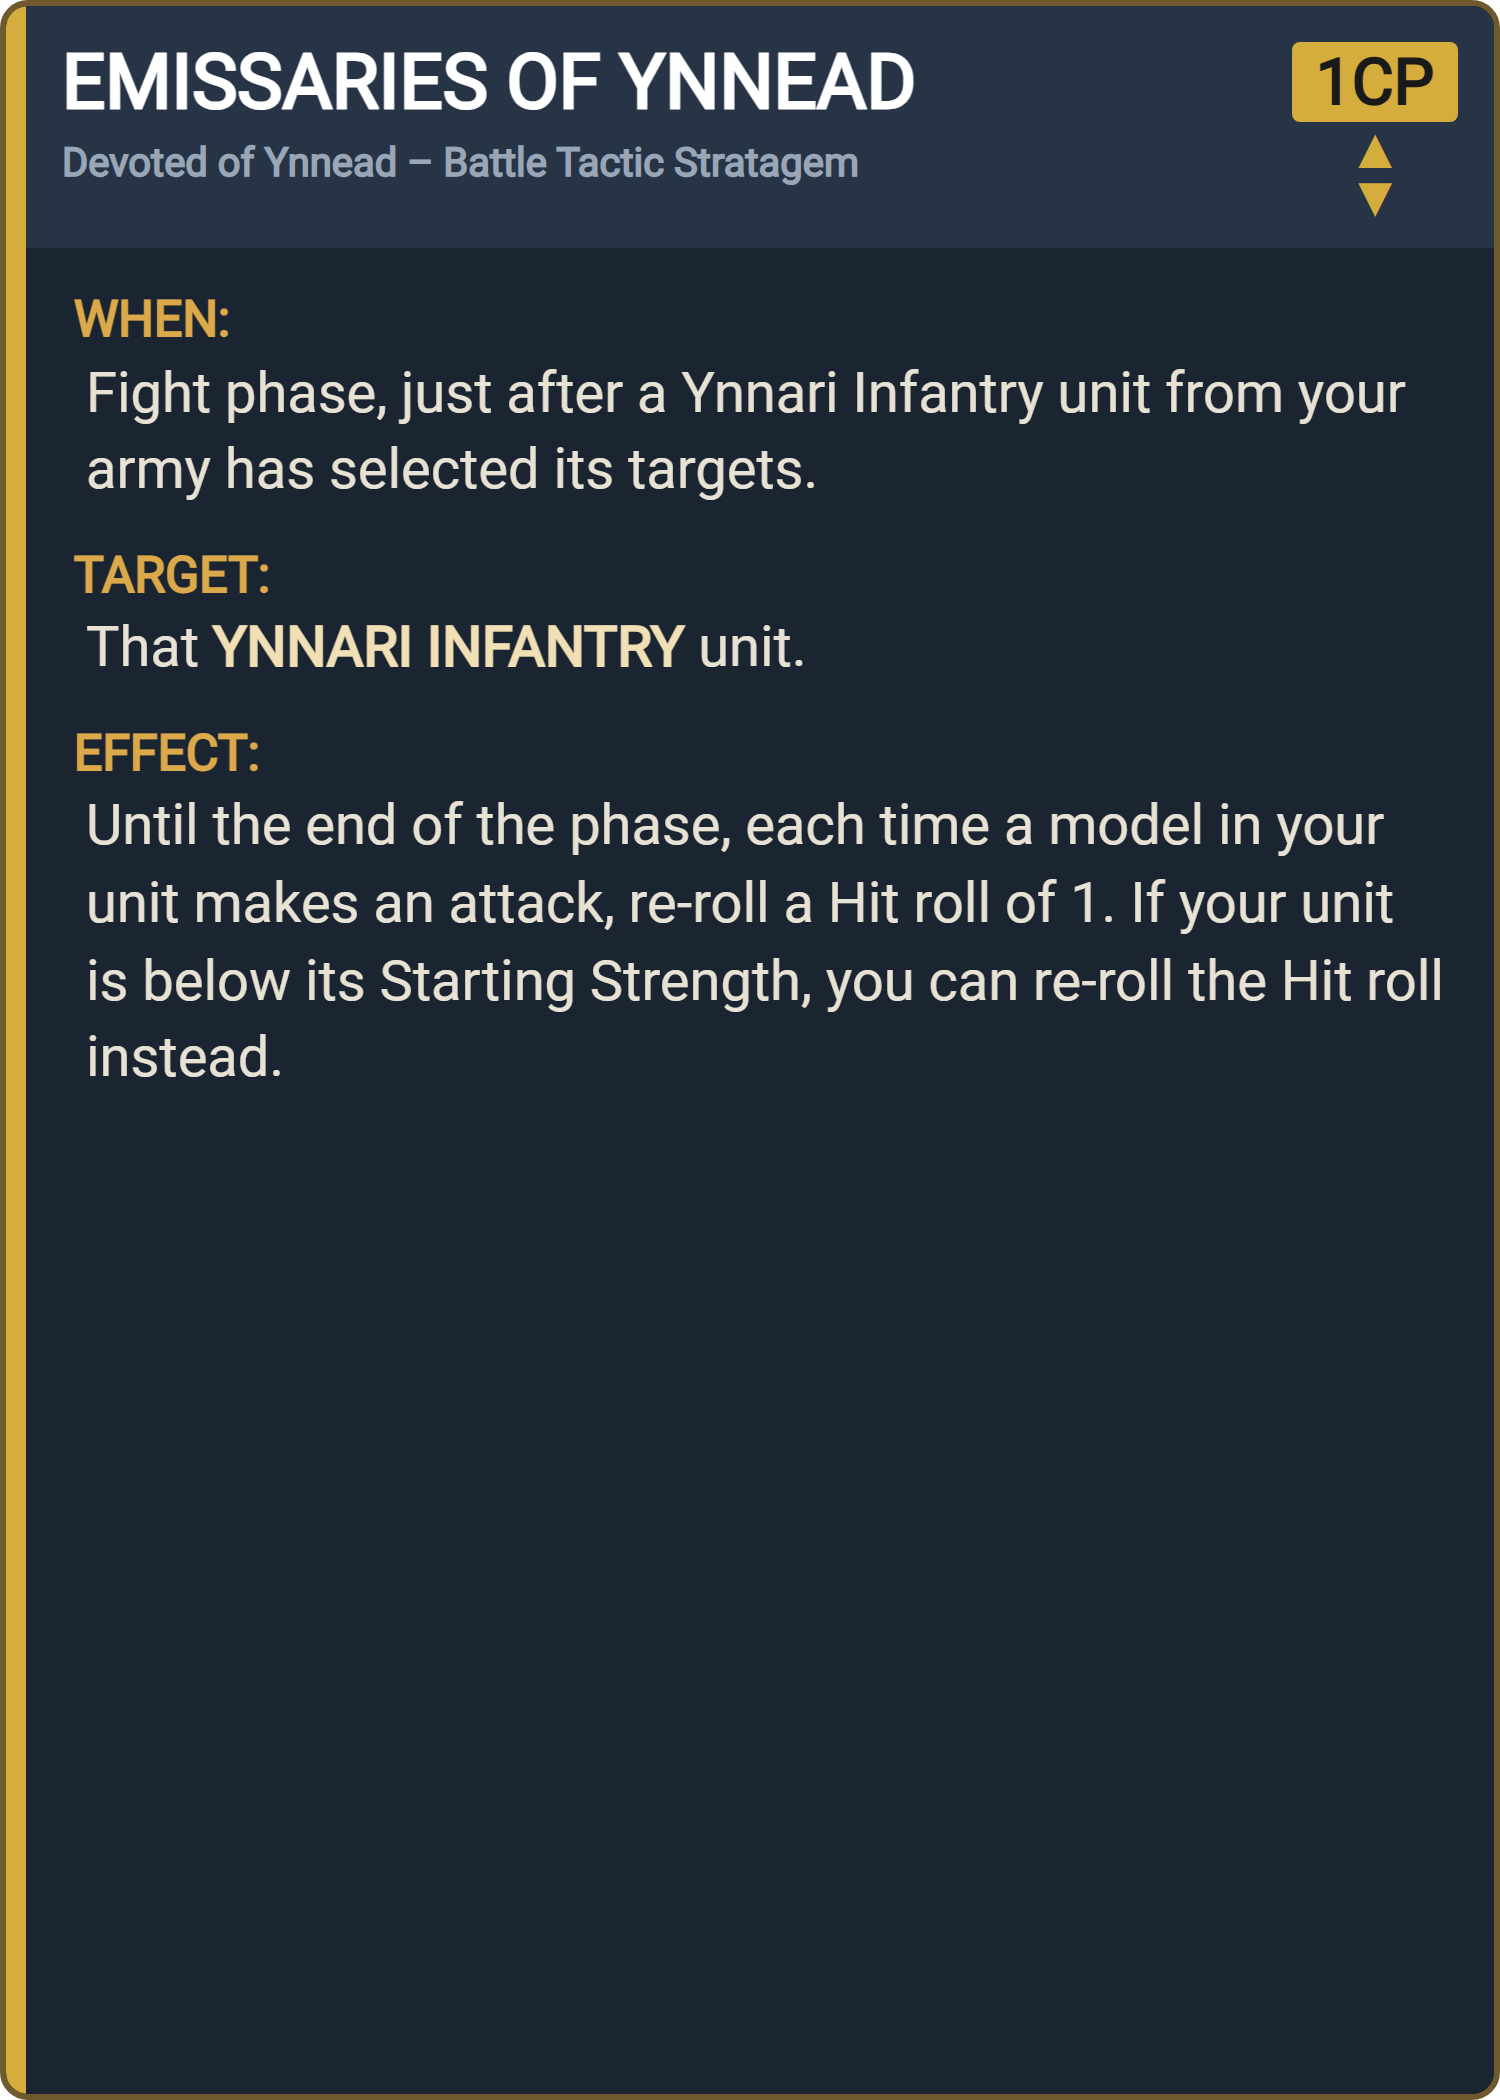 EMISSARIES OF YNNEAD
1CP
Devoted of Ynnead – Battle Tactic Stratagem
WHEN:
Fight phase, just after a Ynnari Infantry unit from your
army has selected its targets.
TARGET:
That YNNARI INFANTRY unit.
EFFECT:
Until the end of the phase, each time a model in your
unit makes an attack, re-roll a Hit roll of 1. If your unit
is below its Starting Strength, you can re-roll the Hit roll
instead.